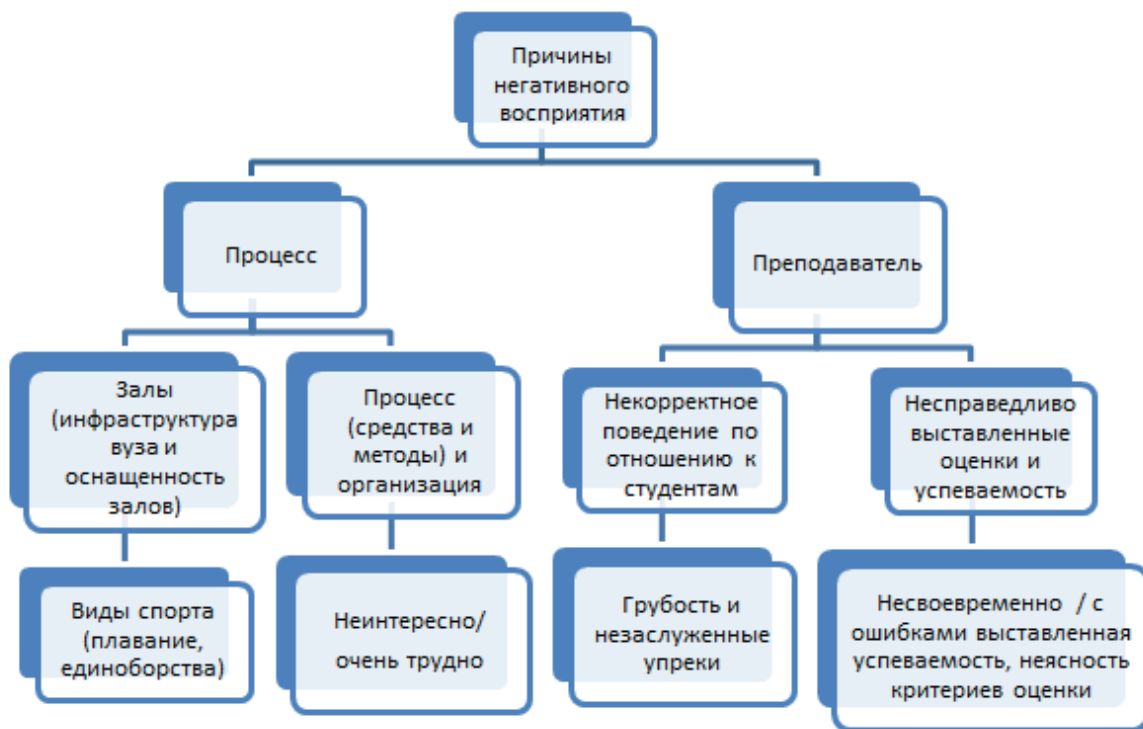 Причины
негативного
восприятия
Процесс
Преподаватель
Залы
(инфраструктура
вуза и
оснащенность
залов)
Процесс
(средства и
методы) и
организация
Некорректное
поведение по
отношению к
студентам
Несправедливо
выставленные
оценки и
успеваемость
Виды спорта
(плавание,
единоборства)
Неинтересно/
очень трудно
Грубость и
незаслуженные
упреки
Несвоевременно / с
ошибками выставленная
успеваемость, неясность
критериев оценки